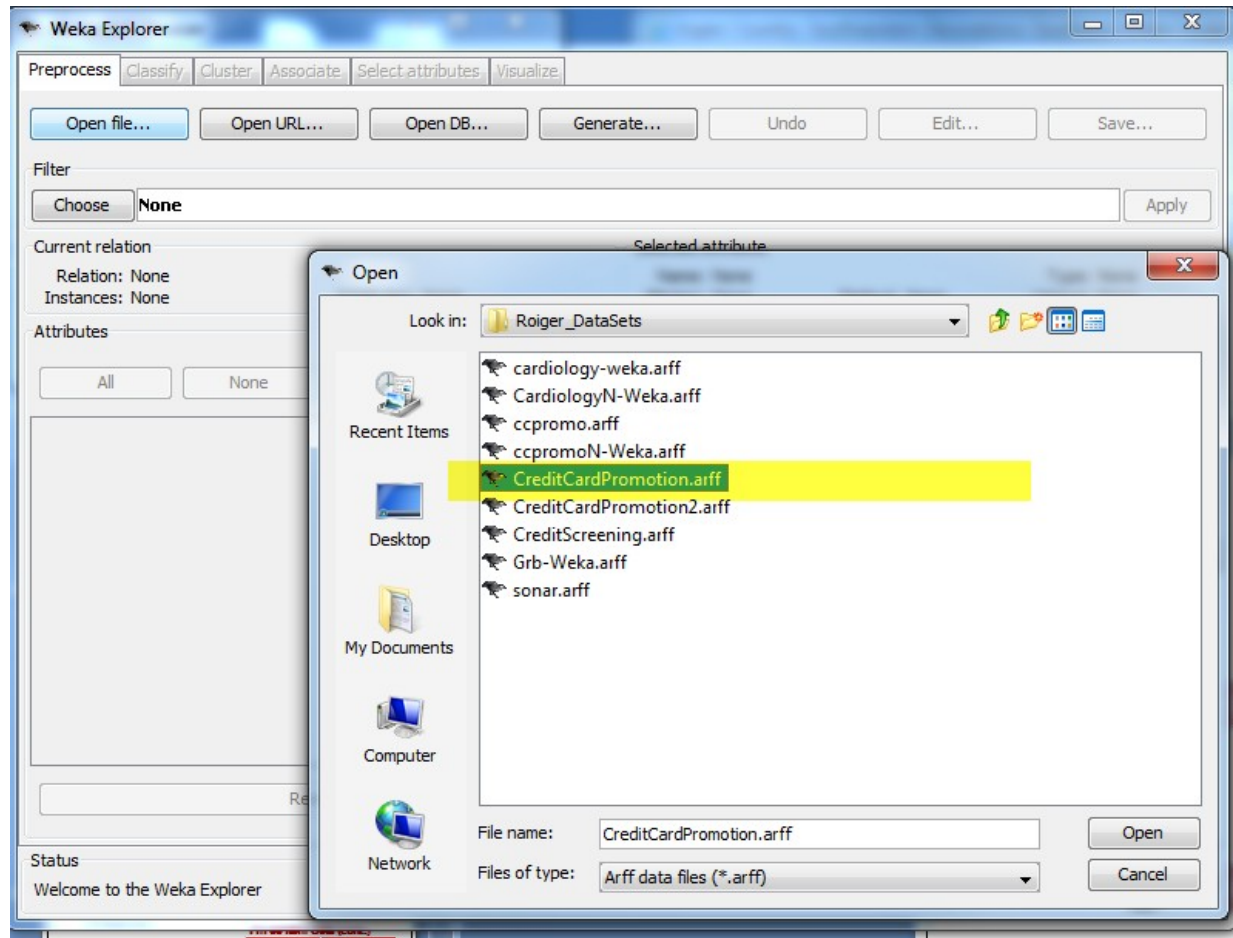 Weka Explorer
Preprocess Classify Cluster Associate Select attributes Visualize
Open file... Open URL... Open DB... Generate... Undo Edit... Save...
Filter
Choose None Apply
Current relation Selected attribute
Relation: None
Instances: None
Attributes
All None
Status
Welcome to the Weka Explorer
Open
Look in: Roiger_DataSets
Recent Items
Desktop
My Documents
Computer
Network
cardiology-weka.arff
CardiologyN-Weka.arff
ccpromo.arff
ccpromoN-Weka.arff
CreditCardPromotion.arff
CreditCardPromotion2.arff
CreditScreening.arff
Grb-Weka.arff
sonar.arff
File name: CreditCardPromotion.arff Open
Files of type: Arff data files (*.arff) Cancel